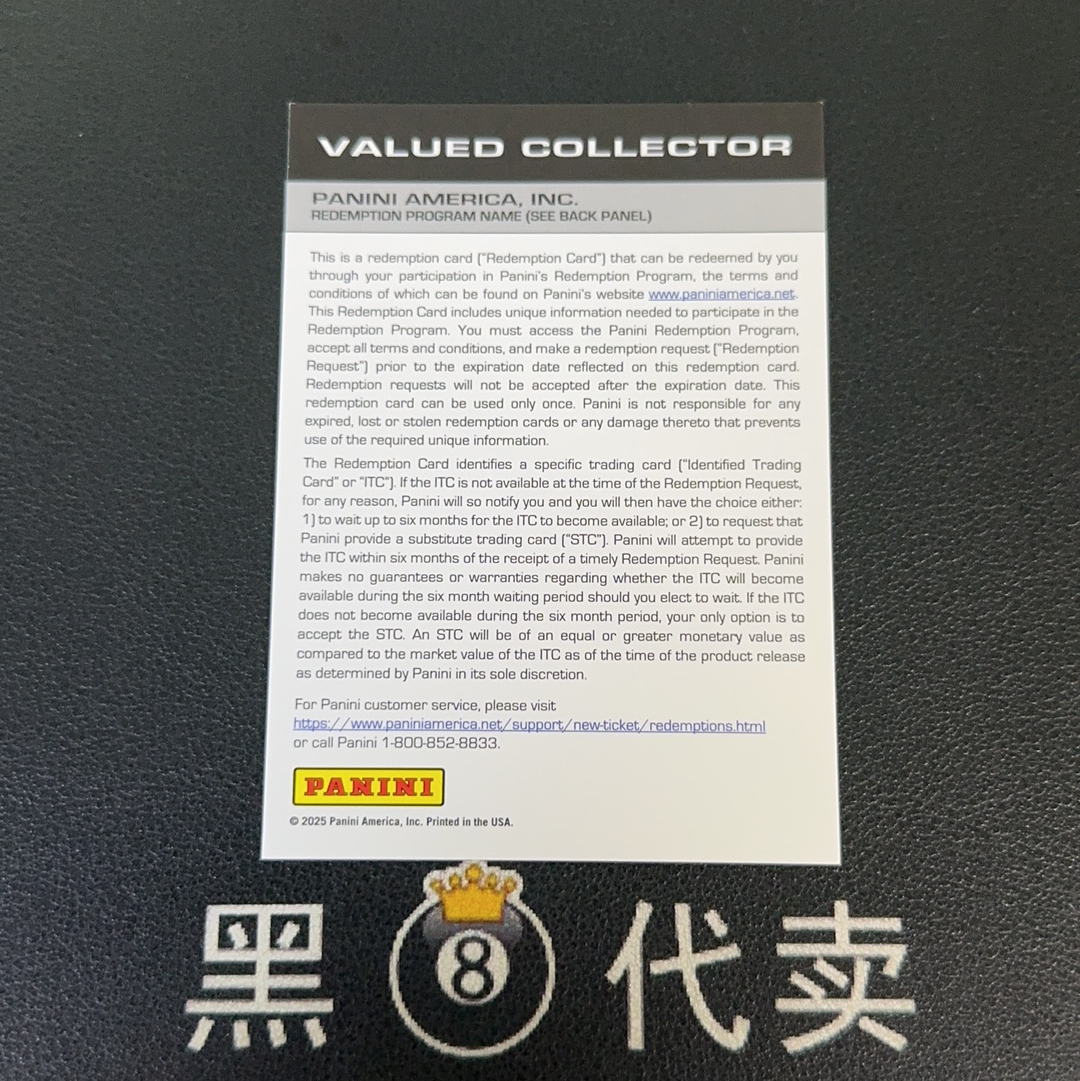 VALUED COLLECTOR
PANINI AMERICA, INC.
REDEMPTION PROGRAM NAME (SEE BACK PANEL)
This is a redemption card ("Redemption Card") that can be redeemed by you
through your participation in Panini's Redemption Program, the terms and
conditions of which can be found on Panini's website www.paniniamerica.net.
This Redemption Card includes unique information needed to participate in the
Redemption Program. You must access the Panini Redemption Program,
accept all terms and conditions, and make a redemption request ("Redemption
Request") prior to the expiration date reflected on this redemption card.
Redemption requests will not be accepted after the expiration date. This
redemption card can be used only once. Panini is not responsible for any
expired, lost or stolen redemption cards or any damage thereto that prevents
use of the required unique information.
The Redemption Card identifies a specific trading card ("Identified Trading
Card" or "ITC"). If the ITC is not available at the time of the Redemption Request,
for any reason, Panini will so notify you and you will then have the choice either:
1) to wait up to six months for the ITC to become available; or 2) to request that
Panini provide a substitute trading card ("STC"). Panini will attempt to provide
the ITC within six months of the receipt of a timely Redemption Request. Panini
makes no guarantees or warranties regarding whether the ITC will become
available during the six month waiting period should you elect to wait. If the ITC
does not become available during the six month period, your only option is to
accept the STC. An STC will be of an equal or greater monetary value as
compared to the market value of the ITC as of the time of the product release
as determined by Panini in its sole discretion.
For Panini customer service, please visit
https://www.paniniamerica.net/support/new-ticket/redemptions.html
or call Panini 1-800-852-8833.
PANINI
© 2025 Panini America, Inc. Printed in the USA.
黑8代卖